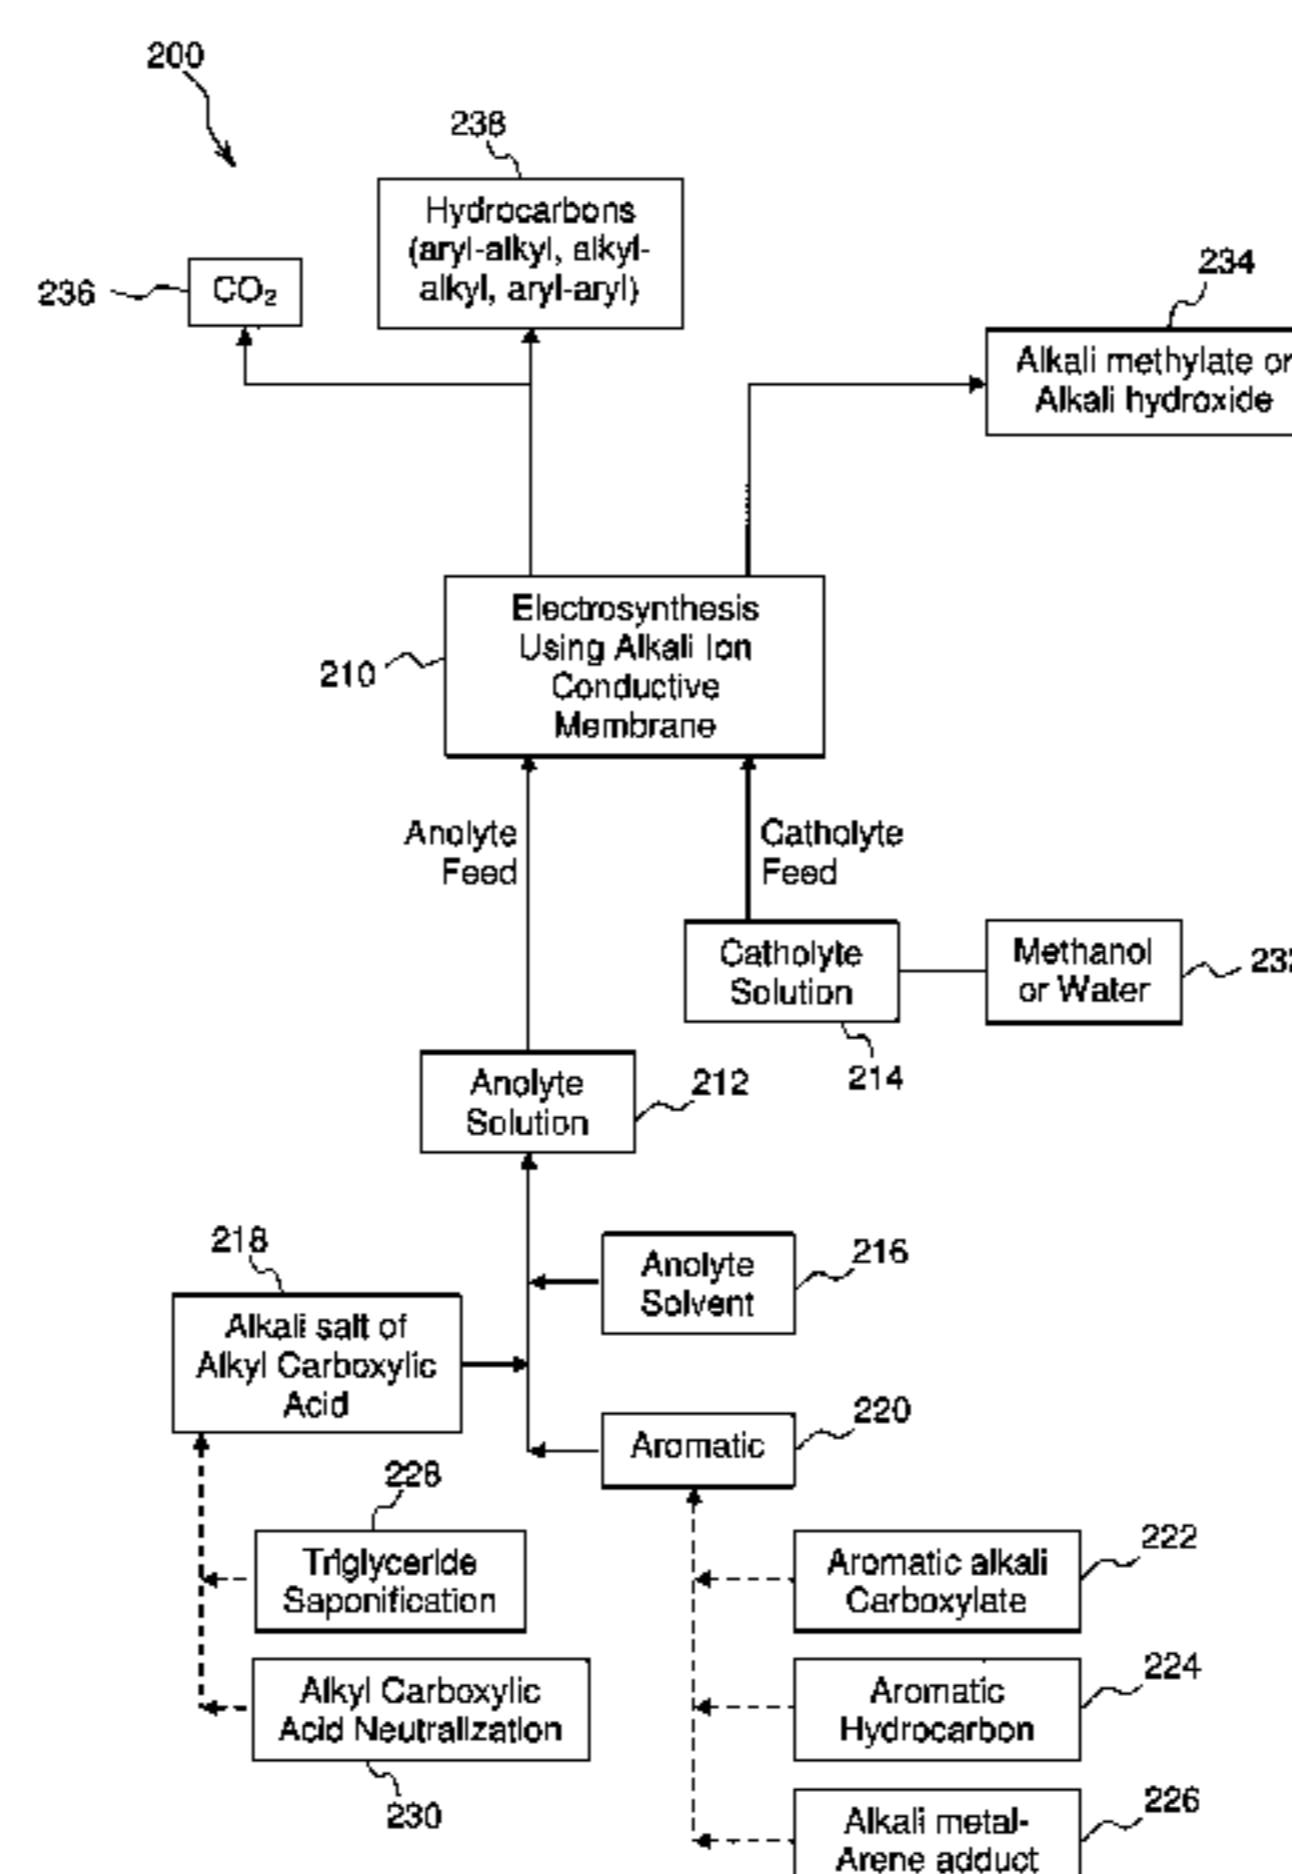 200
238
Hydrocarbons
(aryl-alkyl, alkyl-
alkyl, aryl-aryl)
236
CO₂
234
Alkali methylate or
Alkali hydroxide
210
Electrosynthesis
Using Alkali Ion
Conductive
Membrane
Anolyte
Feed
Catholyte
Feed
Catholyte
Solution
214
Methanol
or Water
232
Anolyte
Solution
212
218
Alkali salt of
Alkyl Carboxylic
Acid
Anolyte
Solvent
216
Aromatic
220
228
Triglyceride
Saponification
Alkyl Carboxylic
Acid Neutralization
230
Aromatic alkali
Carboxylate
222
Aromatic
Hydrocarbon
224
Alkali metal-
Arene adduct
226